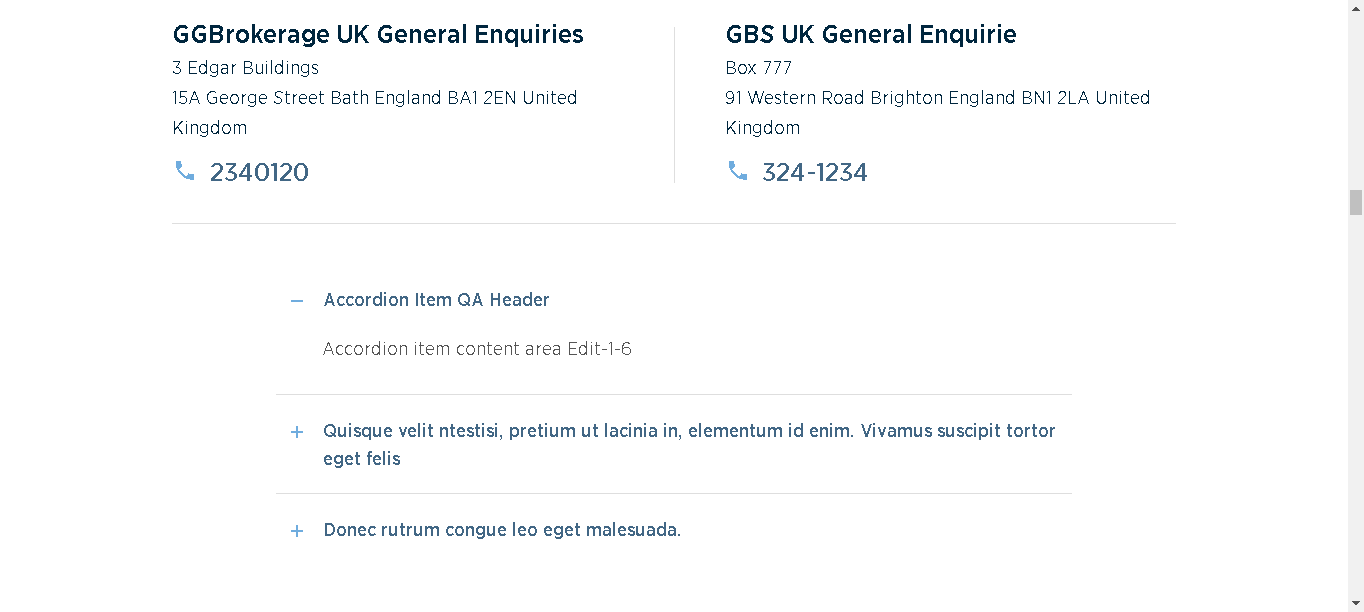 GGBrokerage UK General Enquiries
3 Edgar Buildings
15A George Street Bath England BA1 2EN United
Kingdom
2340120
GBS UK General Enquirie
Box 777
91 Western Road Brighton England BN1 2LA United
Kingdom
324-1234
Accordion Item QA Header
Accordion item content area Edit-1-6
Quisque velit ntestisi, pretium ut lacinia in, elementum id enim. Vivamus suscipit tortor
eget felis
Donec rutrum congue leo eget malesuada.